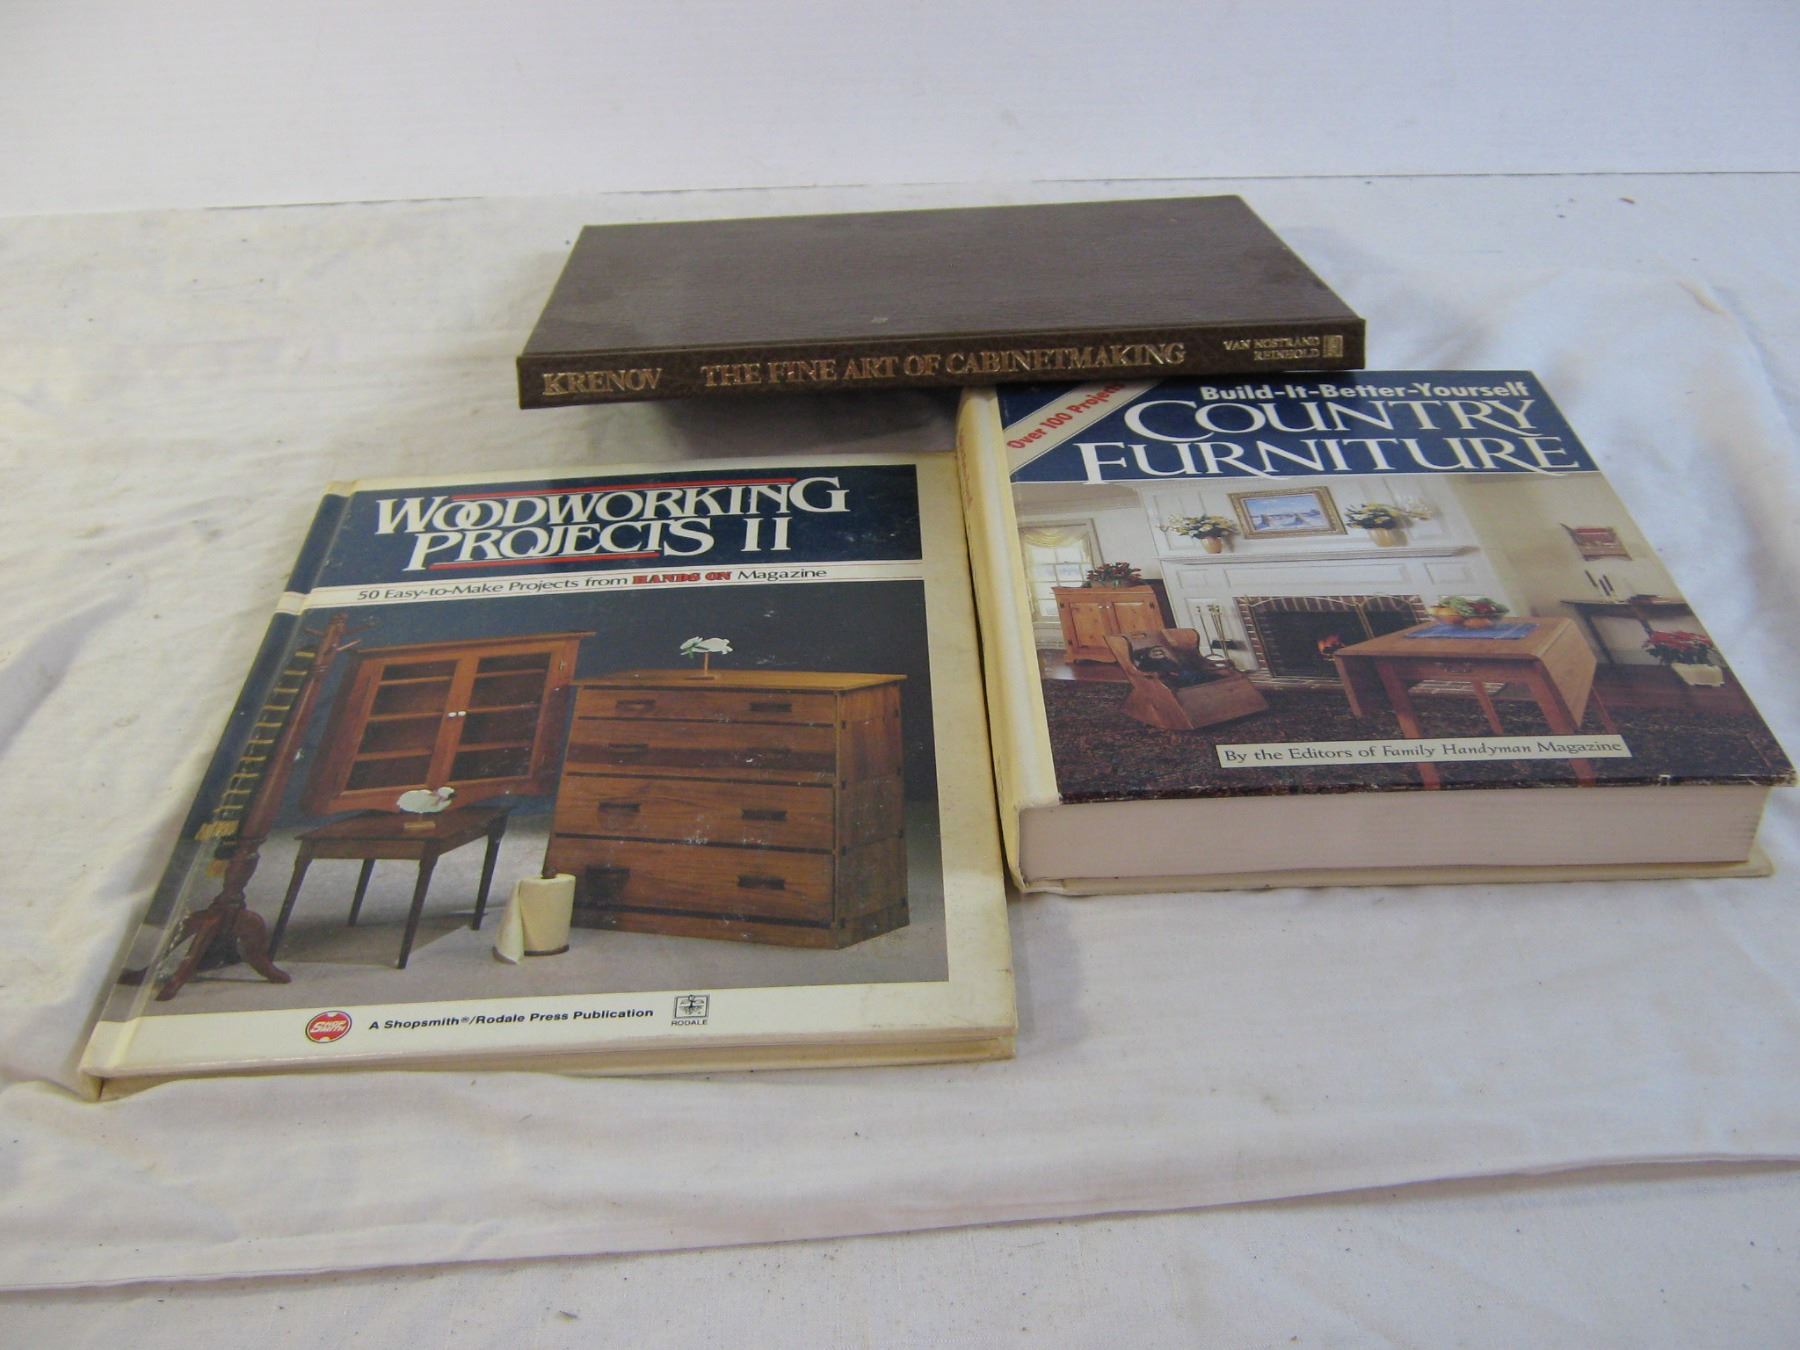 KRENOV THE FINE ART OF CABINETMAKING VAN NOSTRAND
REINHOLD
Over 100 Projects
Build-It-Better-Yourself
COUNTRY
FURNITURE
By the Editors of Family Handyman Magazine
WOODWORKING
PROJECTS II
50 Easy-to-Make Projects from HANDS ON Magazine
SHOP
SMITH
A Shopsmith®/Rodale Press Publication
RODALE